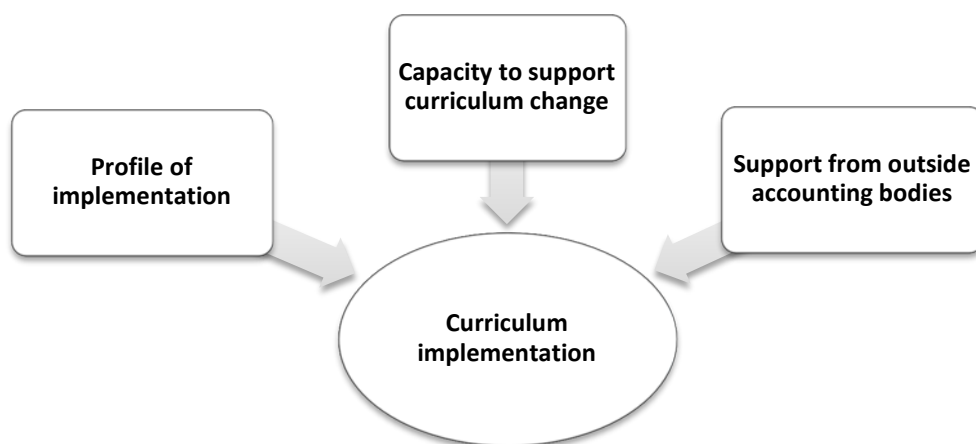 Capacity to support
curriculum change
Profile of
implementation
Support from outside
accounting bodies
Curriculum
implementation